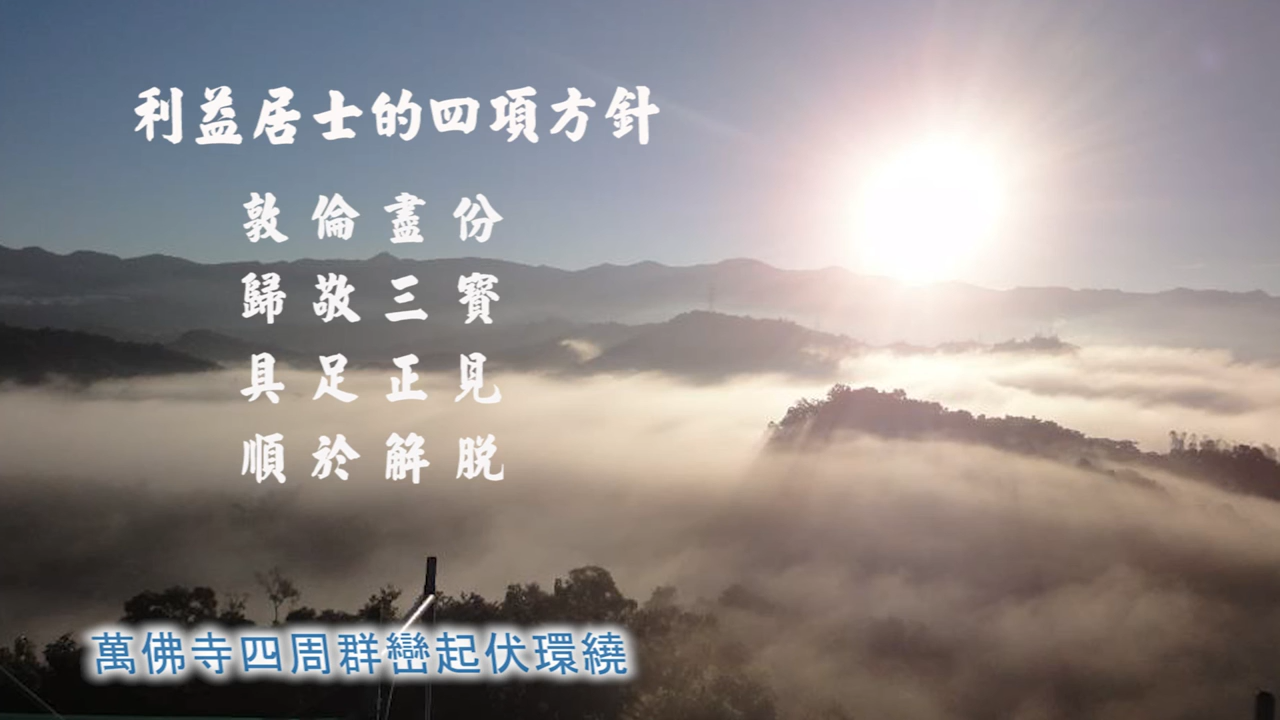 利益居士的四項方針
敦倫盡份
歸敬三寶
具足正見
順於解脫
萬佛寺四周群巒起伏環繞